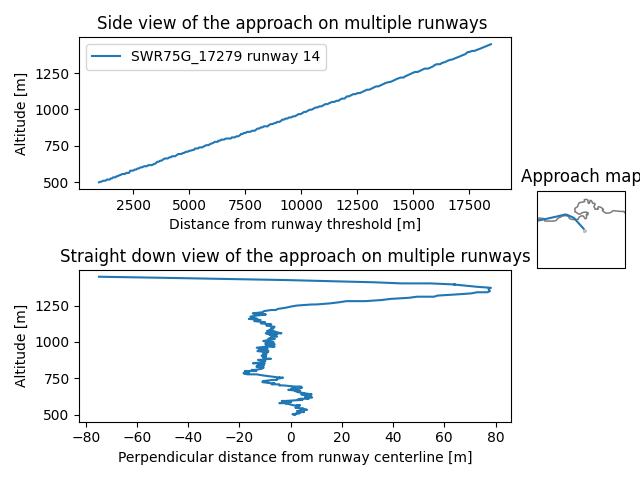 Side view of the approach on multiple runways
SWR75G_17279 runway 14
Altitude [m]
1250
1000
750
500
2500 5000 7500 10000 12500 15000 17500
Distance from runway threshold [m]
Approach map
Straight down view of the approach on multiple runways
Altitude [m]
1250
1000
750
500
−80 −60 −40 −20 0 20 40 60 80
Perpendicular distance from runway centerline [m]